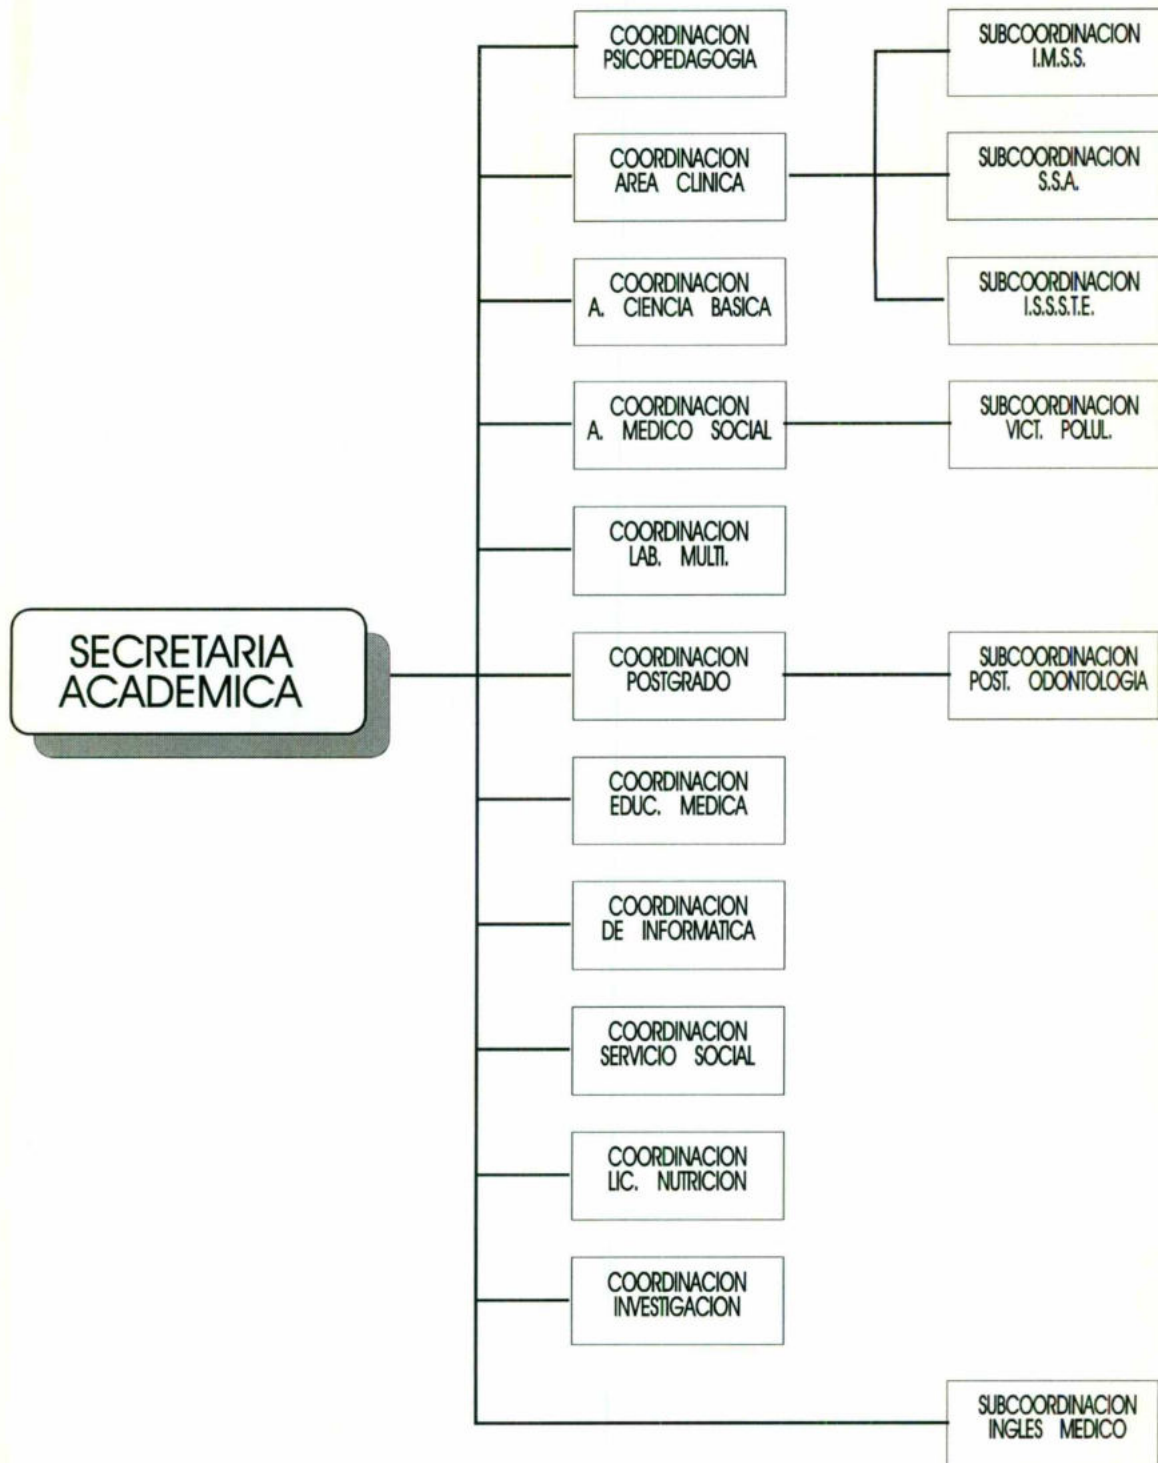 COORDINACION
PSICOPEDAGOGIA
SUBCOORDINACION
I.M.S.S.
COORDINACION
AREA CLINICA
SUBCOORDINACION
S.S.A.
COORDINACION
A. CIENCIA BASICA
SUBCOORDINACION
I.S.S.S.T.E.
COORDINACION
A. MEDICO SOCIAL
SUBCOORDINACION
VICT. POLUL.
COORDINACION
LAB. MULTI.
SECRETARIA
ACADEMICA
COORDINACION
POSTGRADO
SUBCOORDINACION
POST. ODONTOLOGIA
COORDINACION
EDUC. MEDICA
COORDINACION
DE INFORMATICA
COORDINACION
SERVICIO SOCIAL
COORDINACION
LIC. NUTRICION
COORDINACION
INVESTIGACION
SUBCOORDINACION
INGLES MEDICO